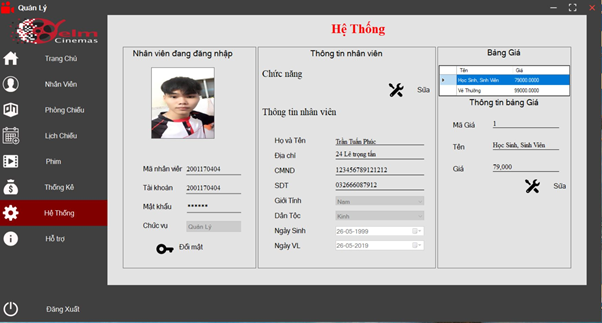 Quản Lý
Cinemas
Trang Chủ
Nhân Viên
Phòng Chiếu
Lịch Chiếu
Phim
Thống Kê
Hệ Thống
Hỗ trợ
Đăng Xuất
Hệ Thống
Nhân viên đang đăng nhập
Mã nhân viên 2001170404
Tài khoản 2001170404
Mật khẩu ******
Chức vụ Quản Lý
Đổi mật
Thông tin nhân viên
Chức năng
Sửa
Thông tin nhân viên
Họ và Tên Trần Tuấn Phúc
Địa chỉ 24 Lê trọng tấn
CMND 123456789121212
SDT 032666087912
Giới Tính Nam
Dân Tộc Kinh
Ngày Sinh 26-05-1999
Ngày VL 26-05-2019
Bảng Giá
Tên Giá
Học Sinh, Sinh Viên 79000.0000
Vé Thường 99000.0000
Thông tin bảng Giá
Mã Giá 1
Tên Học Sinh, Sinh Viên
Giá 79,000
Sửa